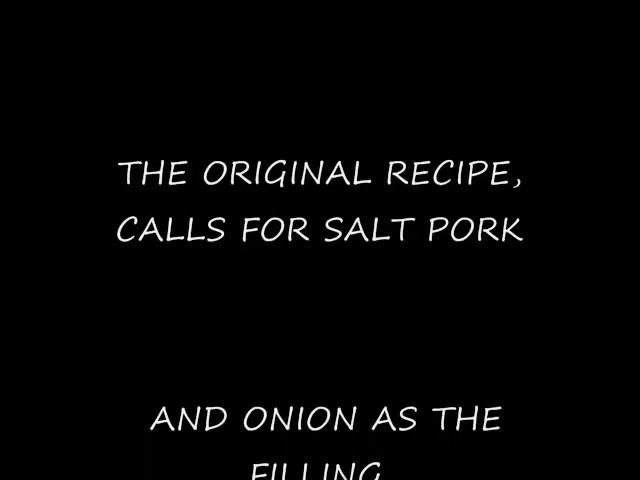 THE ORIGINAL RECIPE,
CALLS FOR SALT PORK
AND ONION AS THE
FILLING